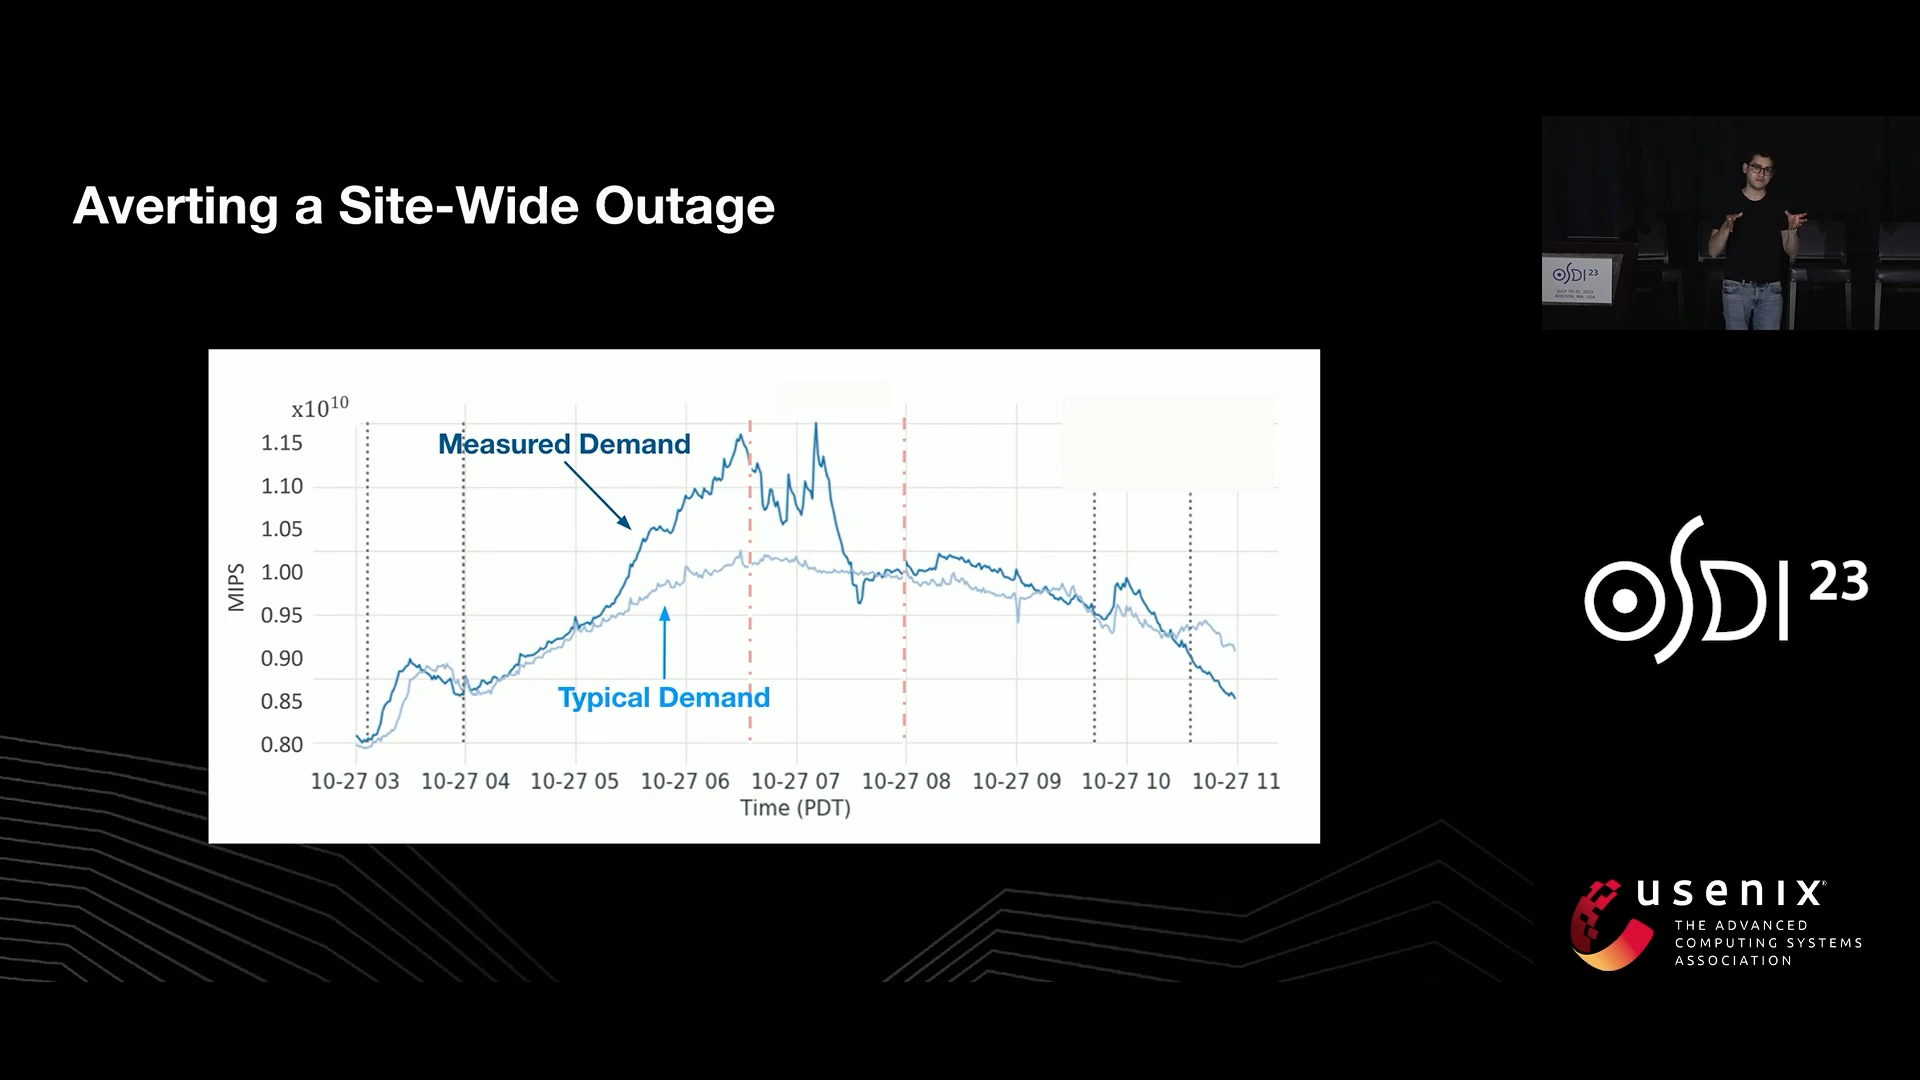 Averting a Site-Wide Outage
x10^10
1.15
1.10
1.05
1.00
0.95
0.90
0.85
0.80
MIPS
Measured Demand
Typical Demand
10-27 03 10-27 04 10-27 05 10-27 06 10-27 07 10-27 08 10-27 09 10-27 10 10-27 11
Time (PDT)
OSDI 23
OSDI 23
usenix
THE ADVANCED
COMPUTING SYSTEMS
ASSOCIATION